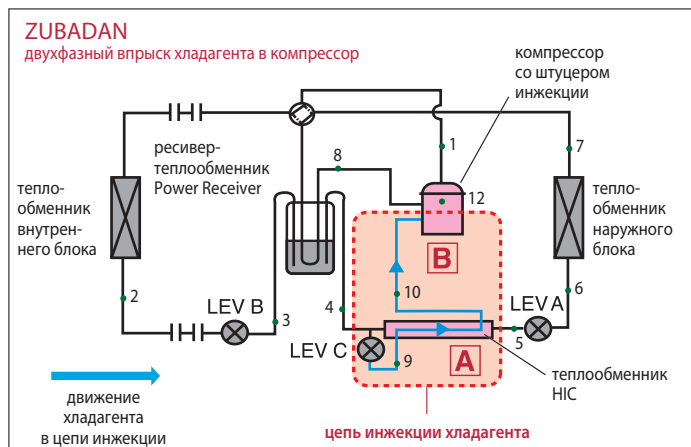 ZUBADAN
двухфазный впрыск хладагента в компрессор
компрессор
со штуцером
инжекции
1
7
8
ресивер-
теплообменник
Power Receiver
12
тепло-
обменник
внутрен-
него блока
тепло-
обменник
наружного
блока
B
2
3
4
10
6
LEV B
LEV A
LEV C
5
9
A
теплообменник
HIC
движение
хладагента
в цепи инжекции
цепь инжекции хладагента